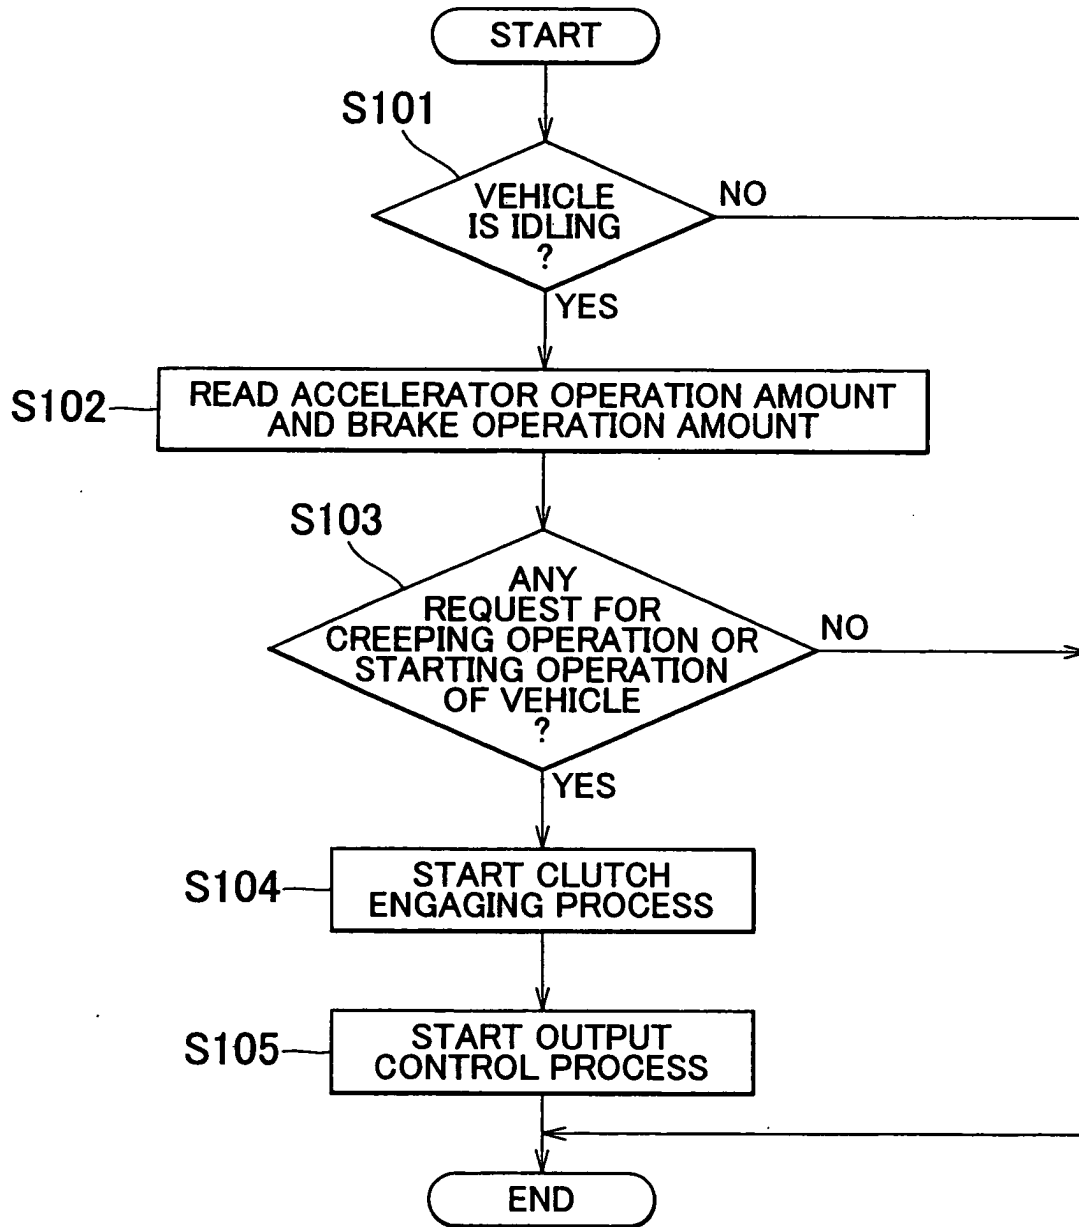 START
S101
VEHICLE
IS IDLING
?
NO
YES
S102
READ ACCELERATOR OPERATION AMOUNT
AND BRAKE OPERATION AMOUNT
S103
ANY
REQUEST FOR
CREEPING OPERATION OR
STARTING OPERATION
OF VEHICLE
?
NO
YES
S104
START CLUTCH
ENGAGING PROCESS
S105
START OUTPUT
CONTROL PROCESS
END